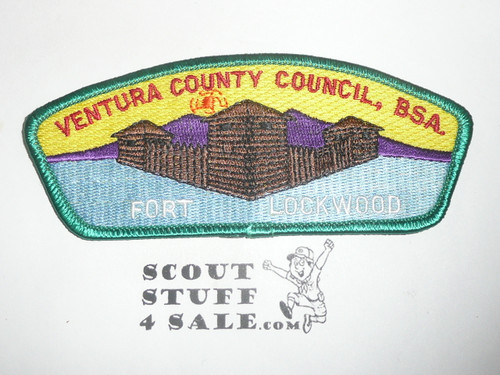 VENTURA COUNTY COUNCIL, BSA.
FORT LOCKWOOD
SCOUT
STUFF
4 SALE.COM